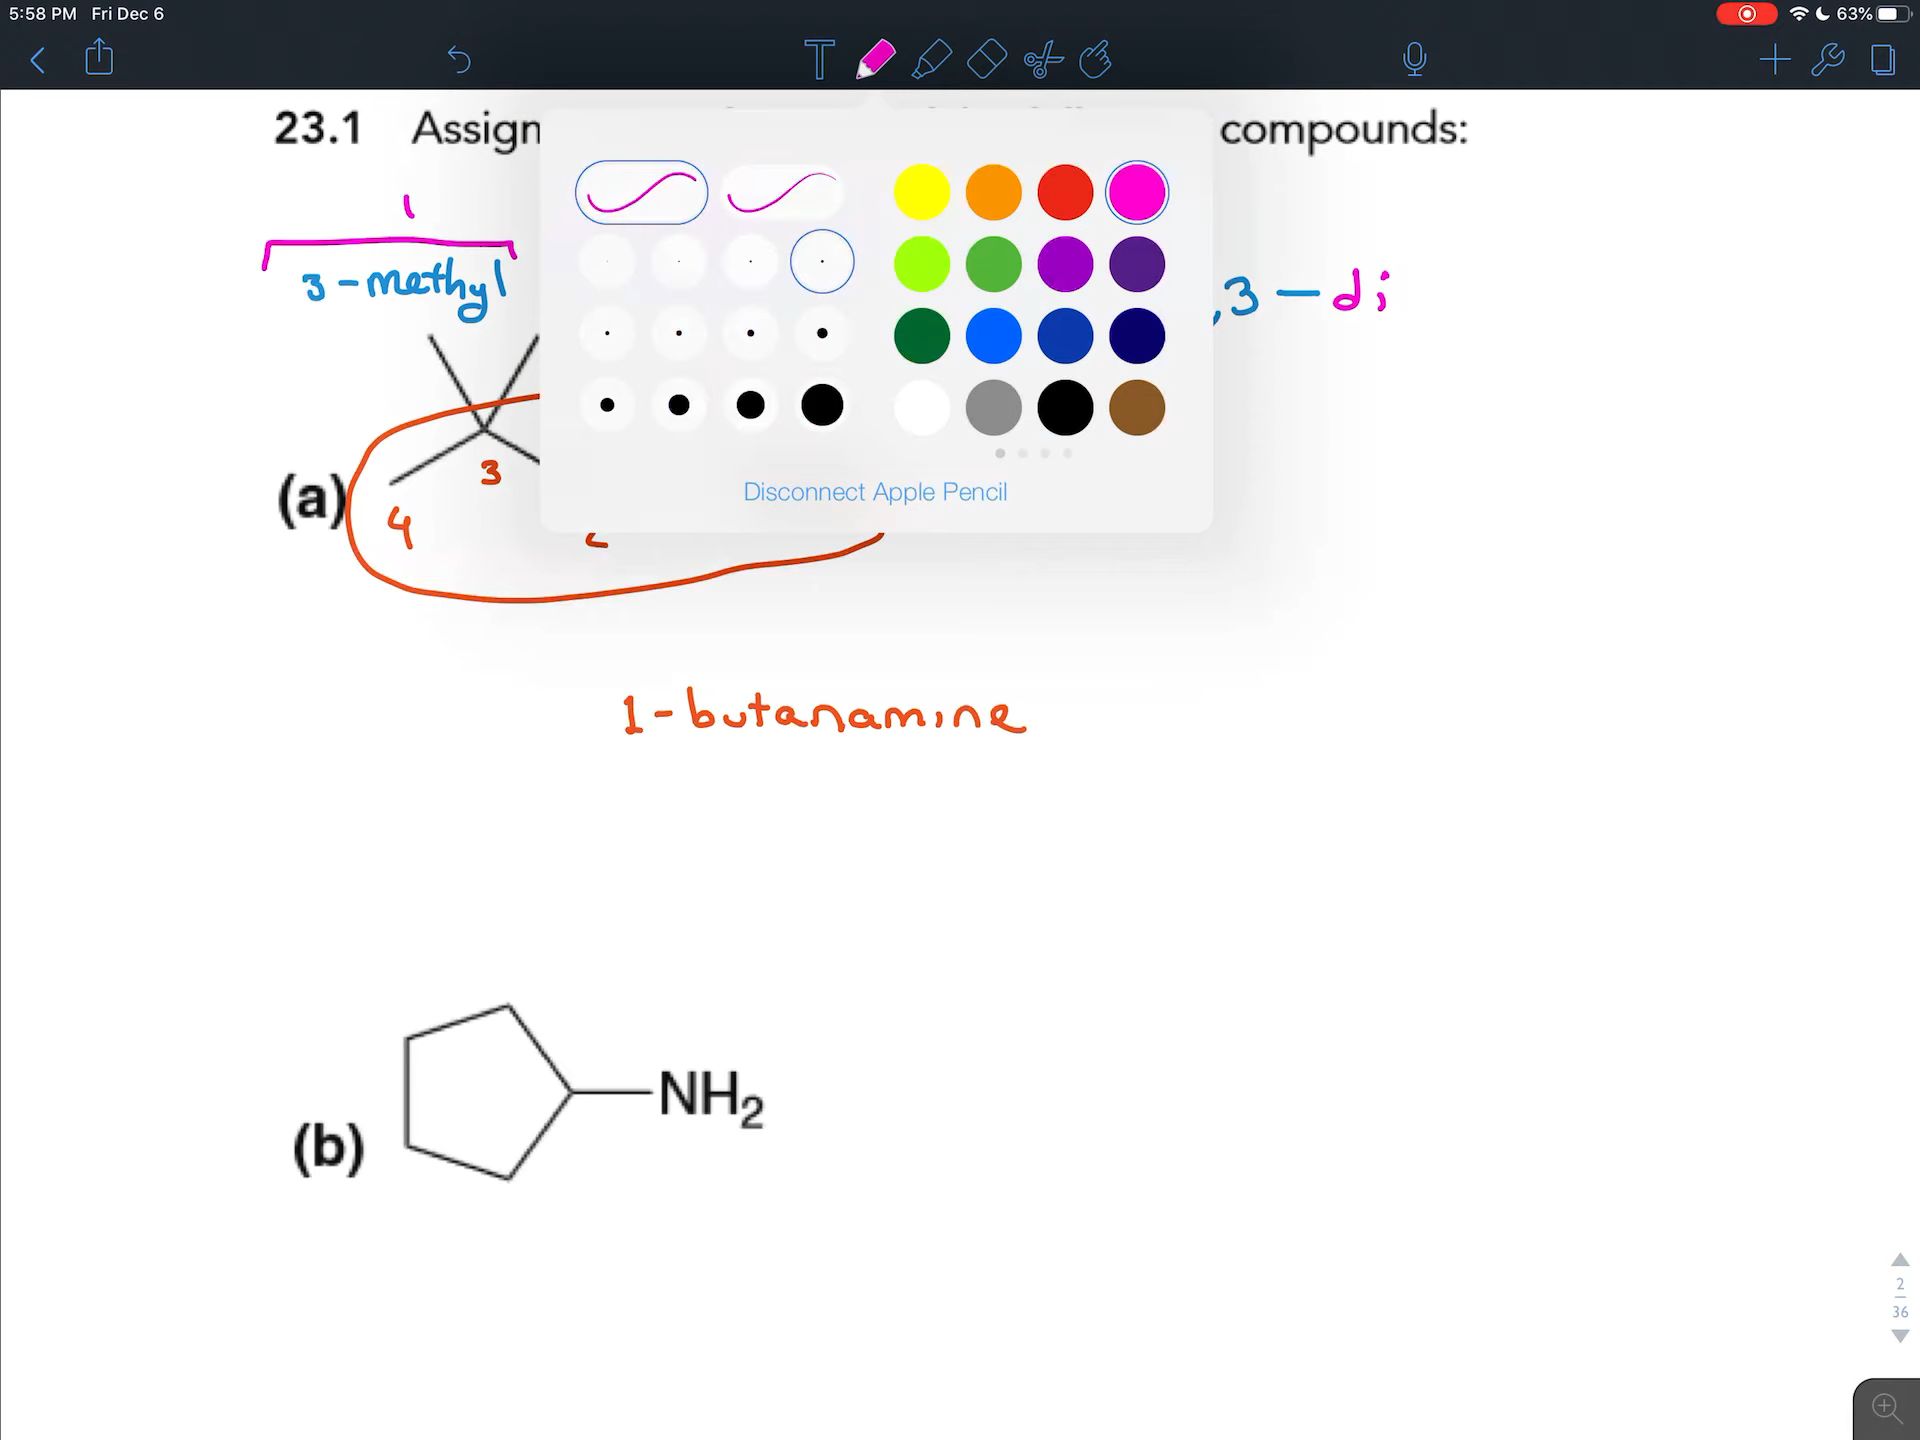 5:58 PM Fri Dec 6
63%
23.1 Assign compounds:
1
3-methyl
,3 – di
3
(a)
4
Disconnect Apple Pencil
1-butanamine
(b)
NH₂
2
36